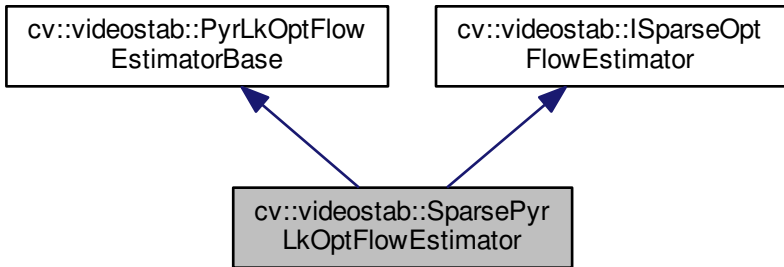 cv::videostab::PyrLkOptFlow
EstimatorBase
cv::videostab::ISparseOpt
FlowEstimator
cv::videostab::SparsePyr
LkOptFlowEstimator